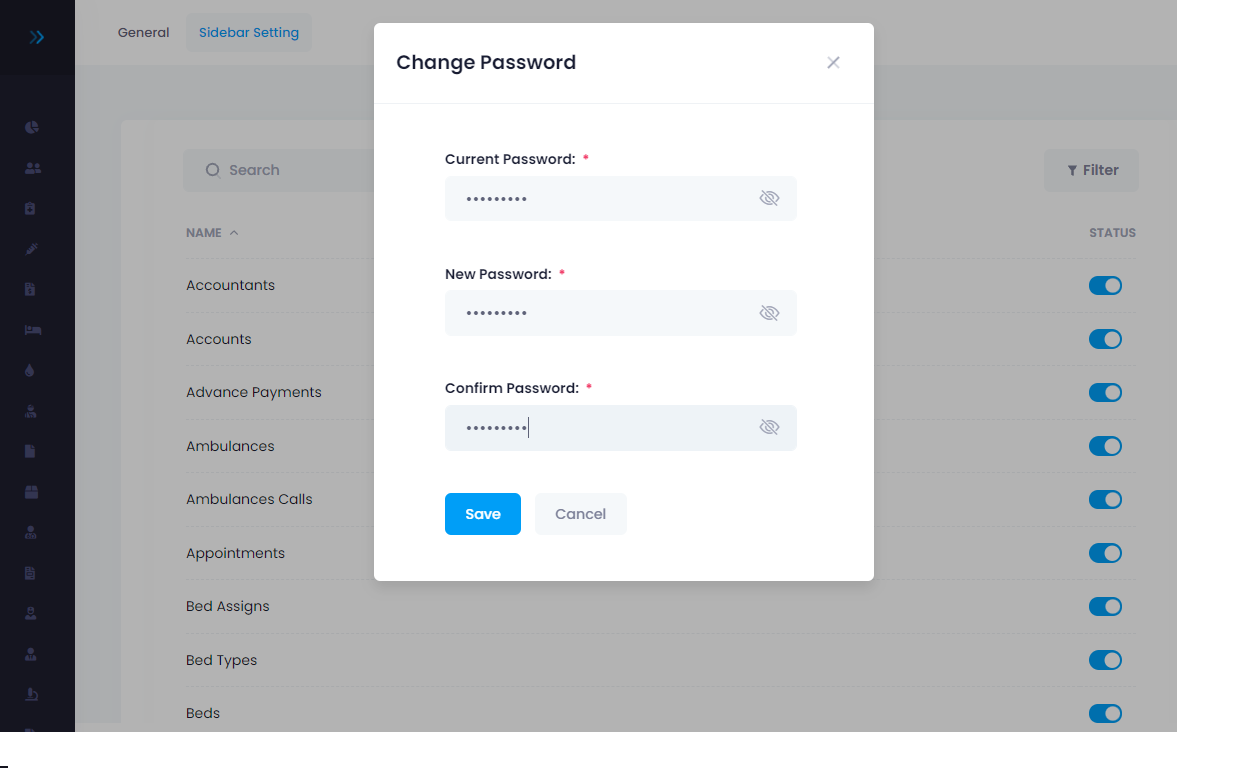 General
Sidebar Setting
Change Password
Current Password: *
•••••••••
New Password: *
•••••••••
Confirm Password: *
•••••••••
Save
Cancel
Search
Filter
NAME
STATUS
Accountants
Accounts
Advance Payments
Ambulances
Ambulances Calls
Appointments
Bed Assigns
Bed Types
Beds